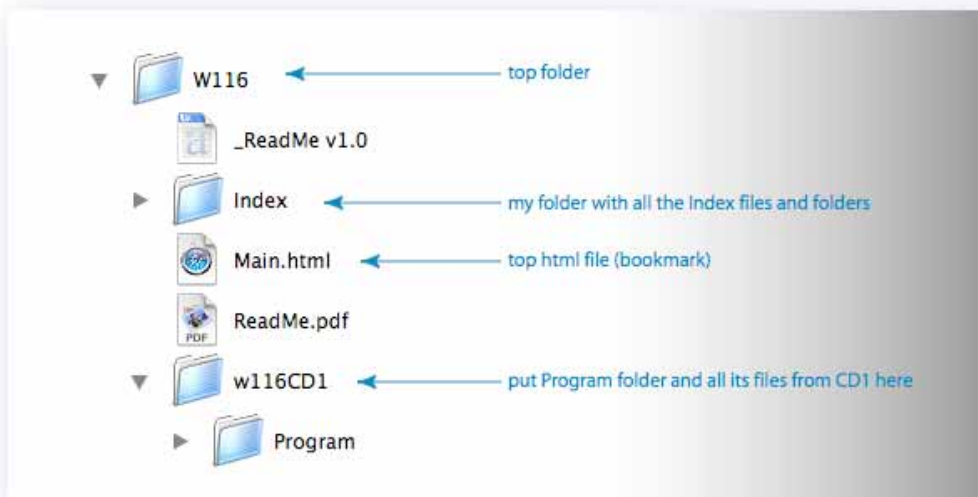 W116 top folder
_ReadMe v1.0
Index my folder with all the Index files and folders
Main.html top html file (bookmark)
PDF
ReadMe.pdf
w116CD1 put Program folder and all its files from CD1 here
Program